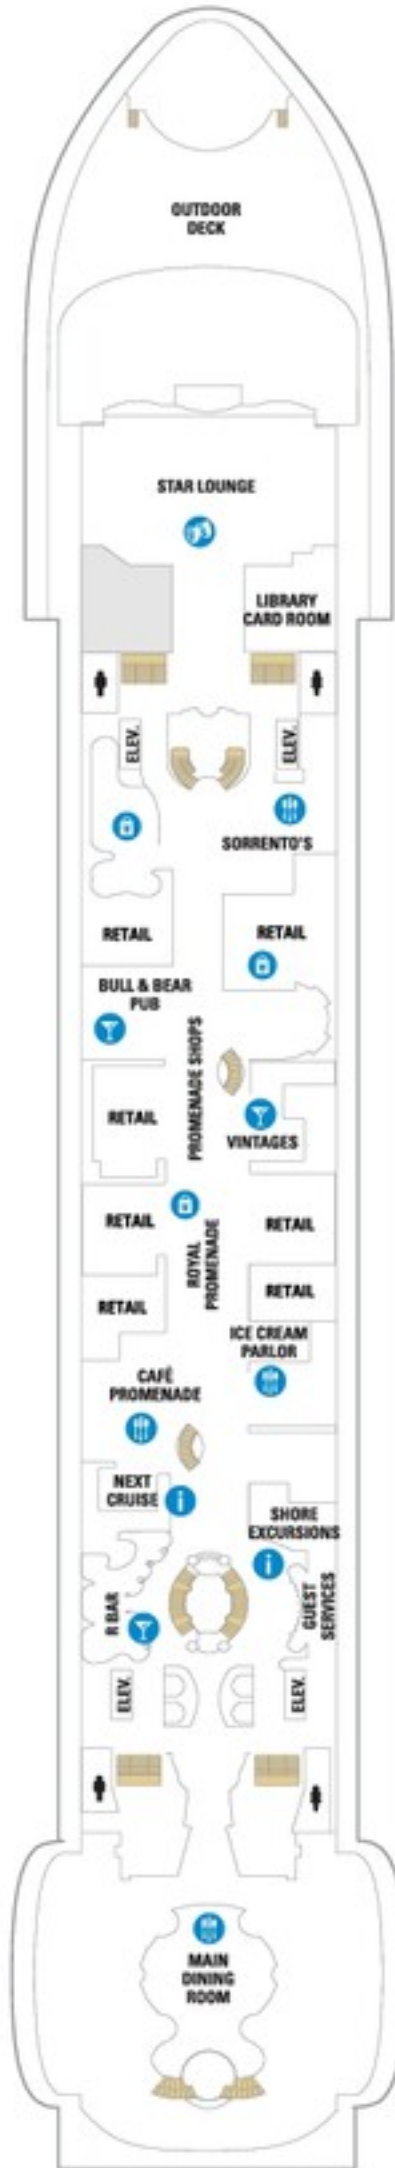 OUTDOOR
DECK
STAR LOUNGE
LIBRARY
CARD ROOM
ELEV.
ELEV.
SORRENTO'S
RETAIL
RETAIL
BULL & BEAR
PUB
PROMENADE SHOPS
RETAIL
VINTAGES
RETAIL
ROYAL
PROMENADE
RETAIL
RETAIL
RETAIL
ICE CREAM
PARLOR
CAFÉ
PROMENADE
NEXT
CRUISE
SHORE
EXCURSIONS
R BAR
GUEST
SERVICES
ELEV.
ELEV.
MAIN
DINING
ROOM